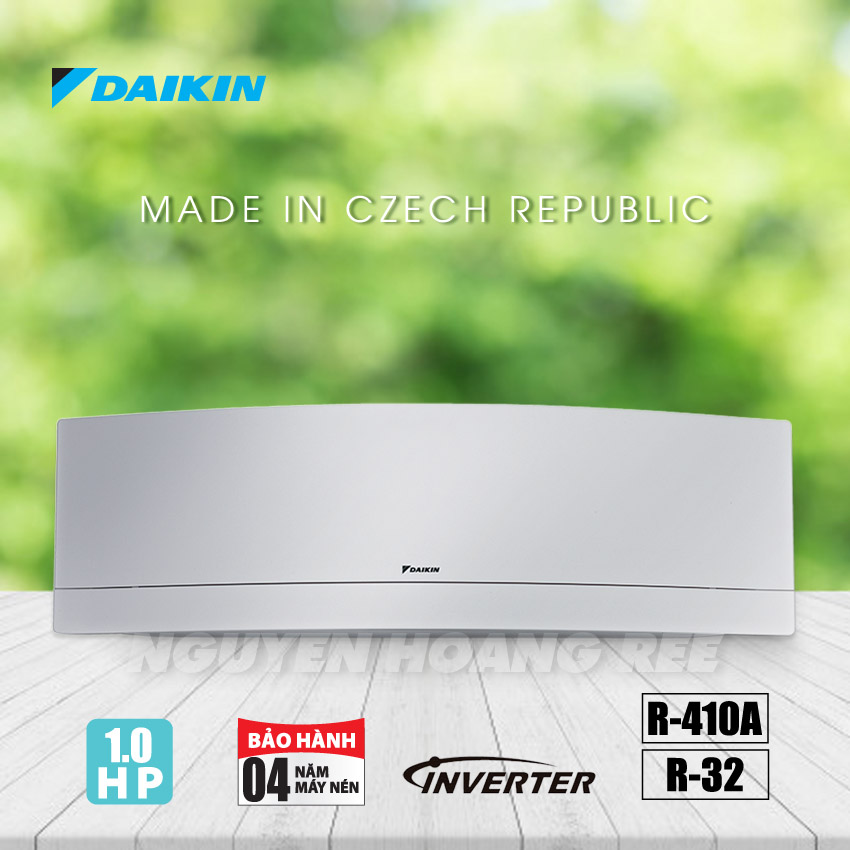 DAIKIN
MADE IN CZECH REPUBLIC
DAIKIN
NGUYEN HOANG REE
1.0
HP
BẢO HÀNH
04 NĂM
MÁY NÉN
INVERTER
R-410A
R-32